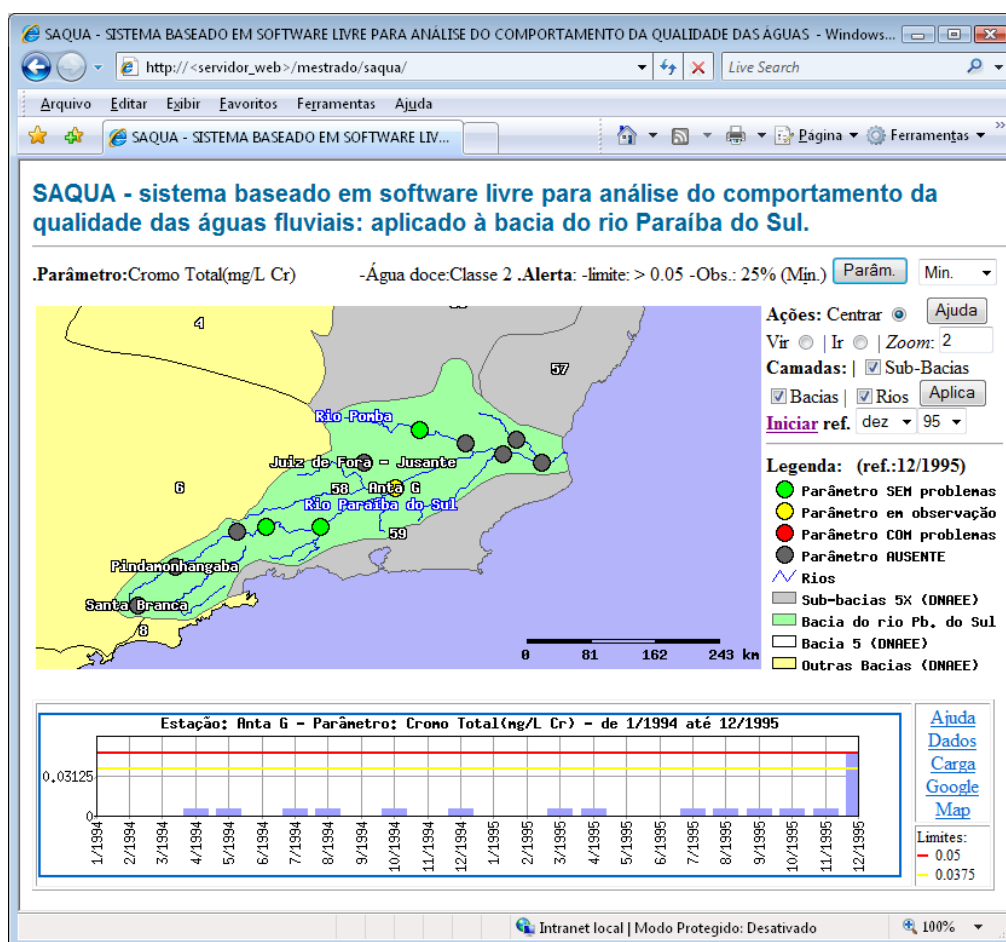 SAQUA - SISTEMA BASEADO EM SOFTWARE LIVRE PARA ANÁLISE DO COMPORTAMENTO DA QUALIDADE DAS ÁGUAS - Windows...
http://<servidor_web>/mestrado/saqua/
Live Search
Arquivo Editar Exibir Favoritos Ferramentas Ajuda
SAQUA - SISTEMA BASEADO EM SOFTWARE LIV...
Página Ferramentas »
SAQUA - sistema baseado em software livre para análise do comportamento da
qualidade das águas fluviais: aplicado à bacia do rio Paraíba do Sul.
.Parâmetro:Cromo Total(mg/L Cr) -Água doce:Classe 2 .Alerta: -limite: > 0.05 -Obs.: 25% (Min.) Parâm. Min.
4
57
6
Rio Pomba
Juiz de Fora - Jusante
58 Anta G
Rio Paraíba do Sul
59
Pindamonhangaba
Santa Branca
8
0 81 162 243 km
Ações: Centrar Ajuda
Vir | Ir | Zoom: 2
Camadas: | Sub-Bacias
Bacias | Rios Aplica
Iniciar ref. dez 95
Legenda: (ref.:12/1995)
Parâmetro SEM problemas
Parâmetro em observação
Parâmetro COM problemas
Parâmetro AUSENTE
Rios
Sub-bacias 5X (DNAEE)
Bacia do rio Pb. do Sul
Bacia 5 (DNAEE)
Outras Bacias (DNAEE)
Estação: Anta G - Parâmetro: Cromo Total(mg/L Cr) - de 1/1994 até 12/1995
0,03125
0
1/1994 2/1994 3/1994 4/1994 5/1994 6/1994 7/1994 8/1994 9/1994 10/1994 11/1994 12/1994 1/1995 2/1995 3/1995 4/1995 5/1995 6/1995 7/1995 8/1995 9/1995 10/1995 11/1995 12/1995
Ajuda
Dados
Carga
Google
Map
Limites:
0.05
0.0375
Intranet local | Modo Protegido: Desativado 100%